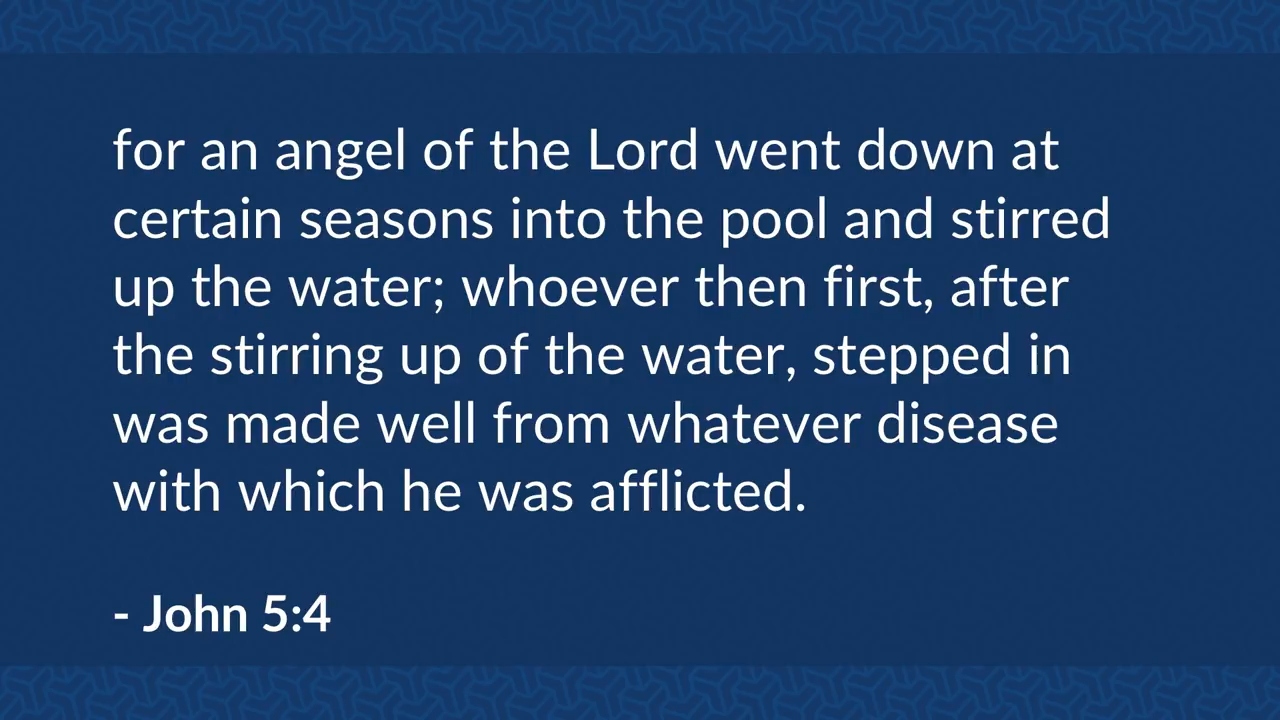 for an angel of the Lord went down at
certain seasons into the pool and stirred
up the water; whoever then first, after
the stirring up of the water, stepped in
was made well from whatever disease
with which he was afflicted.
- John 5:4